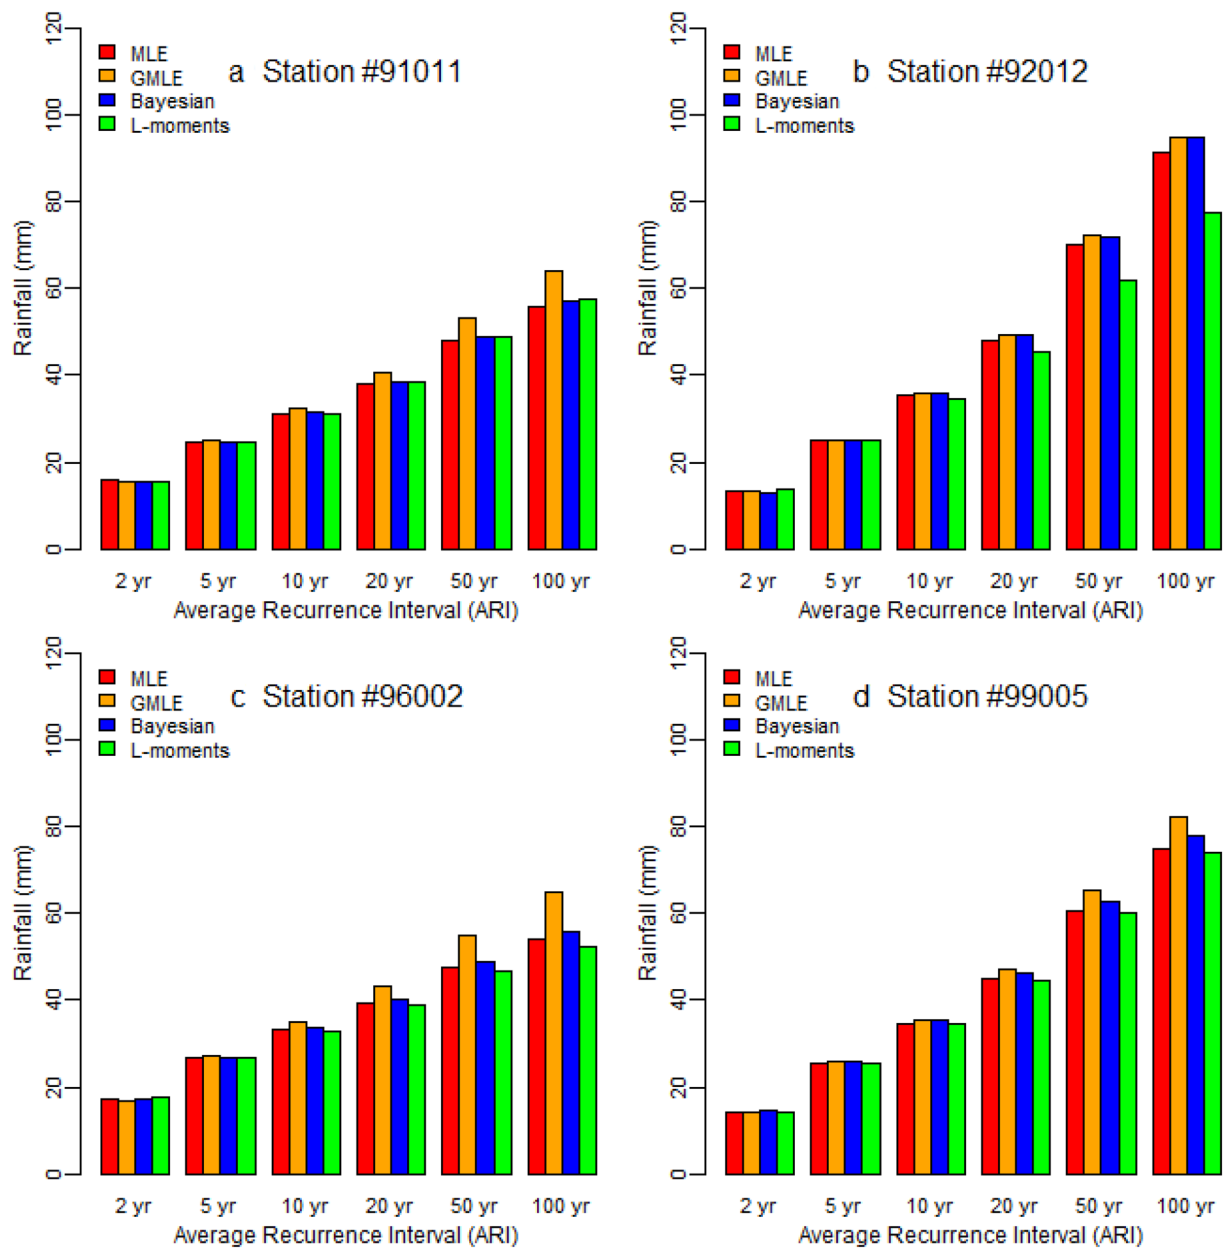 a Station #91011
MLE
GMLE
Bayesian
L-moments
Rainfall (mm)
0
20
40
60
80
100
120
2 yr 5 yr 10 yr 20 yr 50 yr 100 yr
Average Recurrence Interval (ARI)
b Station #92012
MLE
GMLE
Bayesian
L-moments
Rainfall (mm)
0
20
40
60
80
100
120
2 yr 5 yr 10 yr 20 yr 50 yr 100 yr
Average Recurrence Interval (ARI)
c Station #96002
MLE
GMLE
Bayesian
L-moments
Rainfall (mm)
0
20
40
60
80
100
120
2 yr 5 yr 10 yr 20 yr 50 yr 100 yr
Average Recurrence Interval (ARI)
d Station #99005
MLE
GMLE
Bayesian
L-moments
Rainfall (mm)
0
20
40
60
80
100
120
2 yr 5 yr 10 yr 20 yr 50 yr 100 yr
Average Recurrence Interval (ARI)